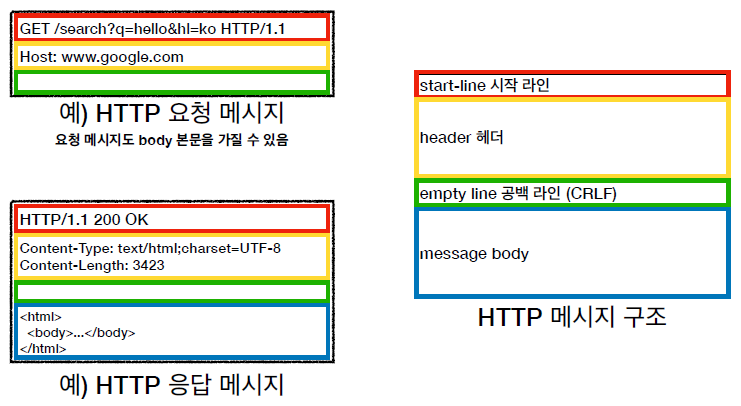 GET /search?q=hello&hl=ko HTTP/1.1
Host: www.google.com
예) HTTP 요청 메시지
요청 메시지도 body 본문을 가질 수 있음
HTTP/1.1 200 OK
Content-Type: text/html;charset=UTF-8
Content-Length: 3423
<html>
<body>...</body>
</html>
예) HTTP 응답 메시지
start-line 시작 라인
header 헤더
empty line 공백 라인 (CRLF)
message body
HTTP 메시지 구조